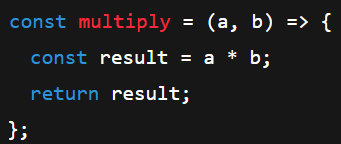 const multiply = (a, b) => {
  const result = a * b;
  return result;
};